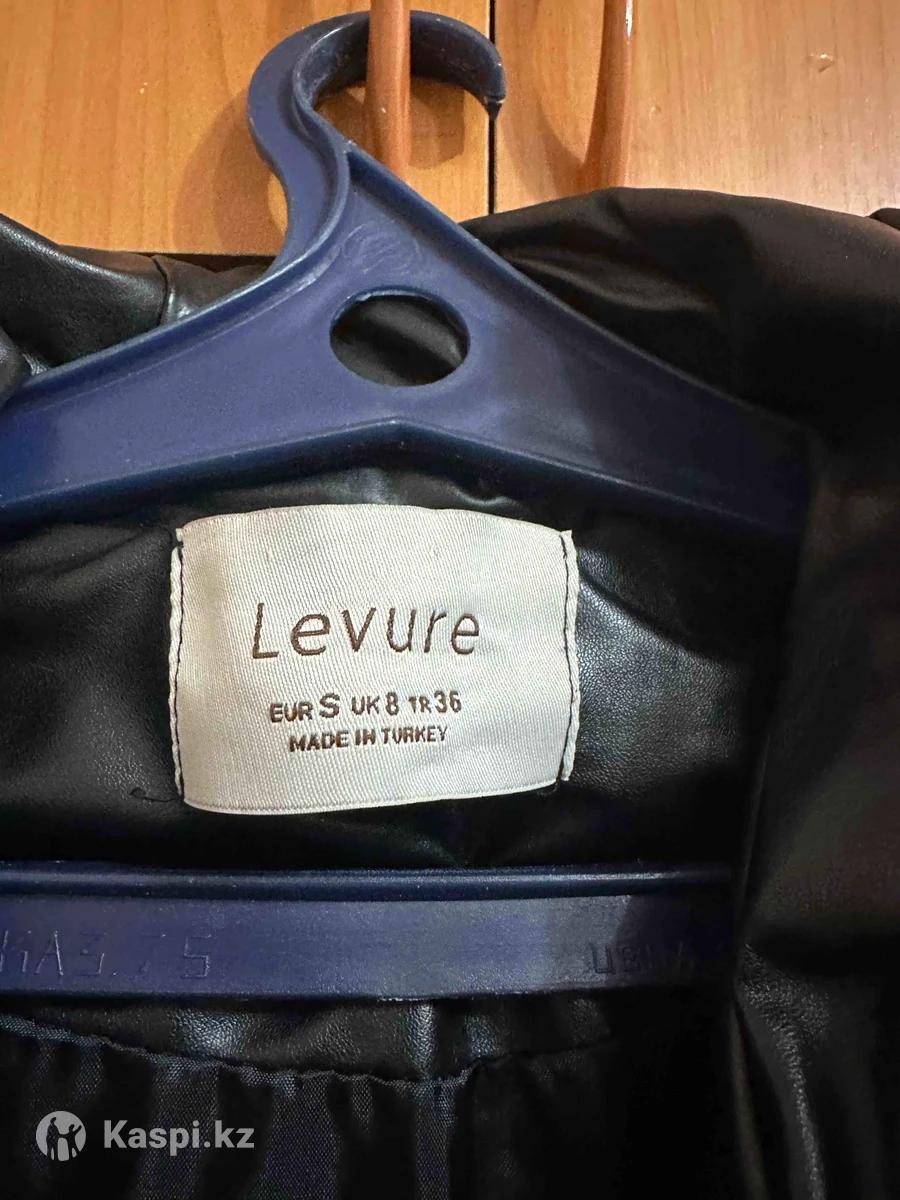 Levure
EUR S UK 8 TR 36
MADE IN TURKEY
Kaspi.kz